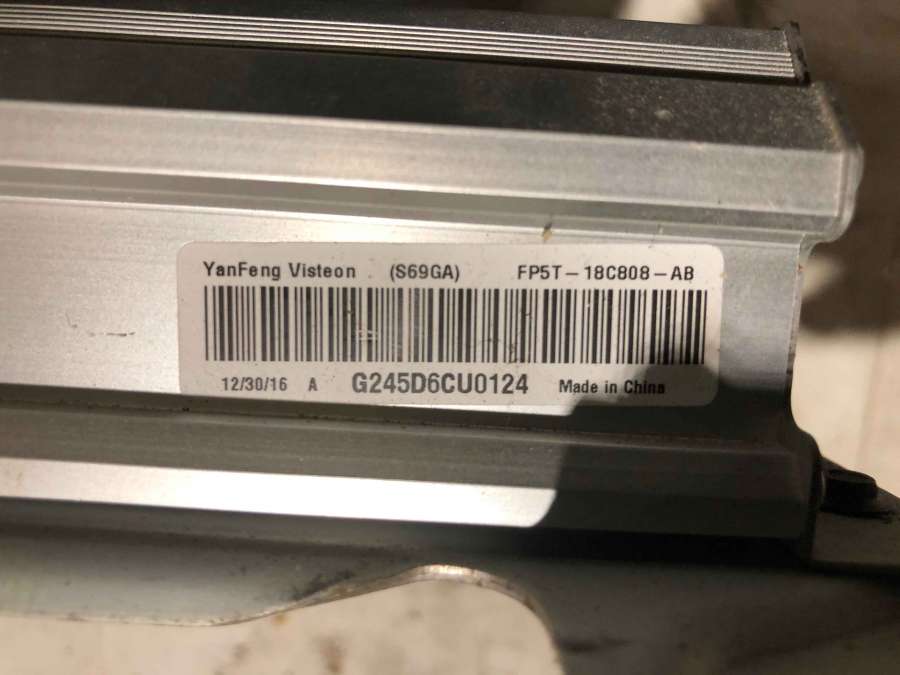 YanFeng Visteon (S69GA) FP5T-18C808-AB
12/30/16 A G245D6CU0124 Made in China